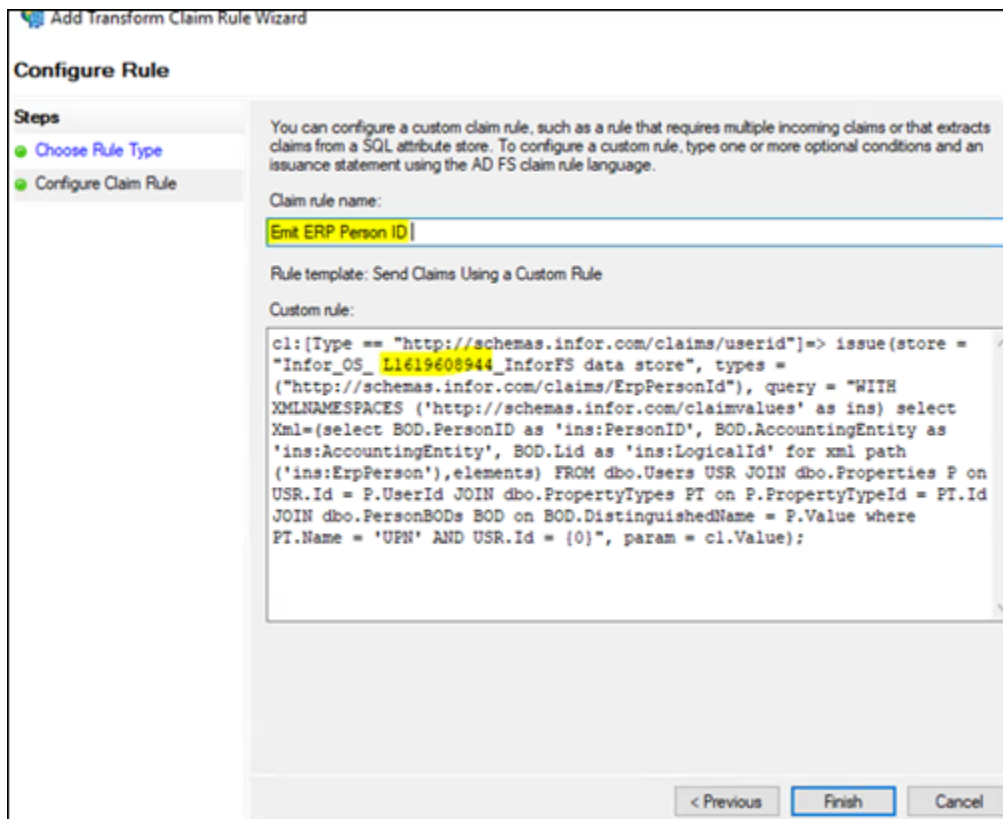 Add Transform Claim Rule Wizard
Configure Rule
Steps
Choose Rule Type
Configure Claim Rule
You can configure a custom claim rule, such as a rule that requires multiple incoming claims or that extracts
claims from a SQL attribute store. To configure a custom rule, type one or more optional conditions and an
issuance statement using the AD FS claim rule language.
Claim rule name:
Emit ERP Person ID
Rule template: Send Claims Using a Custom Rule
Custom rule:
c1:[Type == "http://schemas.infor.com/claims/userid"]=> issue(store =
"Infor_OS_ L1619608944_InforFS data store", types =
("http://schemas.infor.com/claims/ErpPersonId"), query = "WITH
XMLNAMESPACES ('http://schemas.infor.com/claimvalues' as ins) select
Xml=(select BOD.PersonID as 'ins:PersonID', BOD.AccountingEntity as
'ins:AccountingEntity', BOD.Lid as 'ins:LogicalId' for xml path
('ins:ErpPerson'),elements) FROM dbo.Users USR JOIN dbo.Properties P on
USR.Id = P.UserId JOIN dbo.PropertyTypes PT on P.PropertyTypeId = PT.Id
JOIN dbo.PersonBODs BOD on BOD.DistinguishedName = P.Value where
PT.Name = 'UPN' AND USR.Id = {0}", param = c1.Value);
< Previous
Finish
Cancel